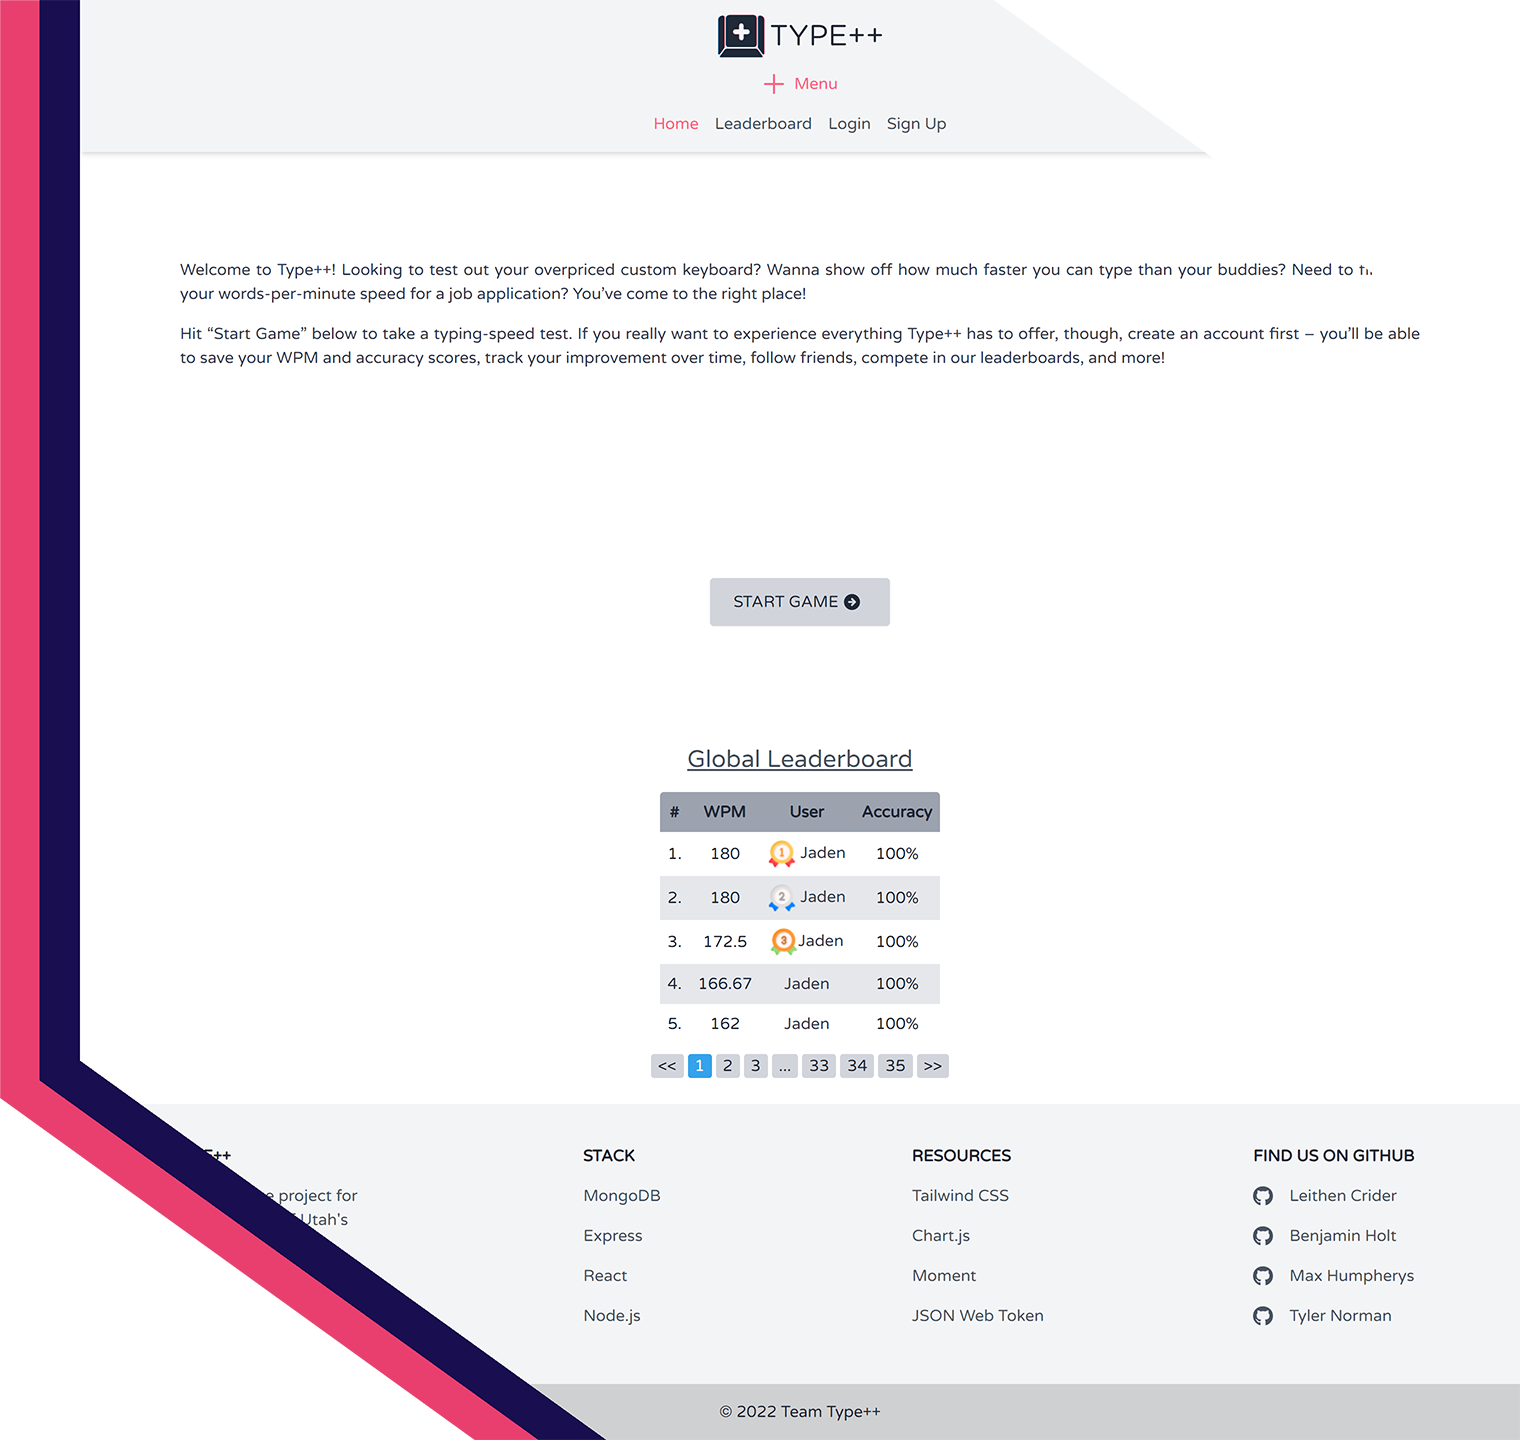 TYPE++
Menu
Home Leaderboard Login Sign Up
Welcome to Type++! Looking to test out your overpriced custom keyboard? Wanna show off how much faster you can type than your buddies? Need to
your words-per-minute speed for a job application? You’ve come to the right place!
Hit “Start Game” below to take a typing-speed test. If you really want to experience everything Type++ has to offer, though, create an account first – you’ll be able
to save your WPM and accuracy scores, track your improvement over time, follow friends, compete in our leaderboards, and more!
START GAME
Global Leaderboard
# WPM User Accuracy
1. 180 1 Jaden 100%
2. 180 2 Jaden 100%
3. 172.5 3 Jaden 100%
4. 166.67 Jaden 100%
5. 162 Jaden 100%
<< 1 2 3 ... 33 34 35 >>
project for
Utah's
STACK
MongoDB
Express
React
Node.js
RESOURCES
Tailwind CSS
Chart.js
Moment
JSON Web Token
FIND US ON GITHUB
Leithen Crider
Benjamin Holt
Max Humpherys
Tyler Norman
© 2022 Team Type++